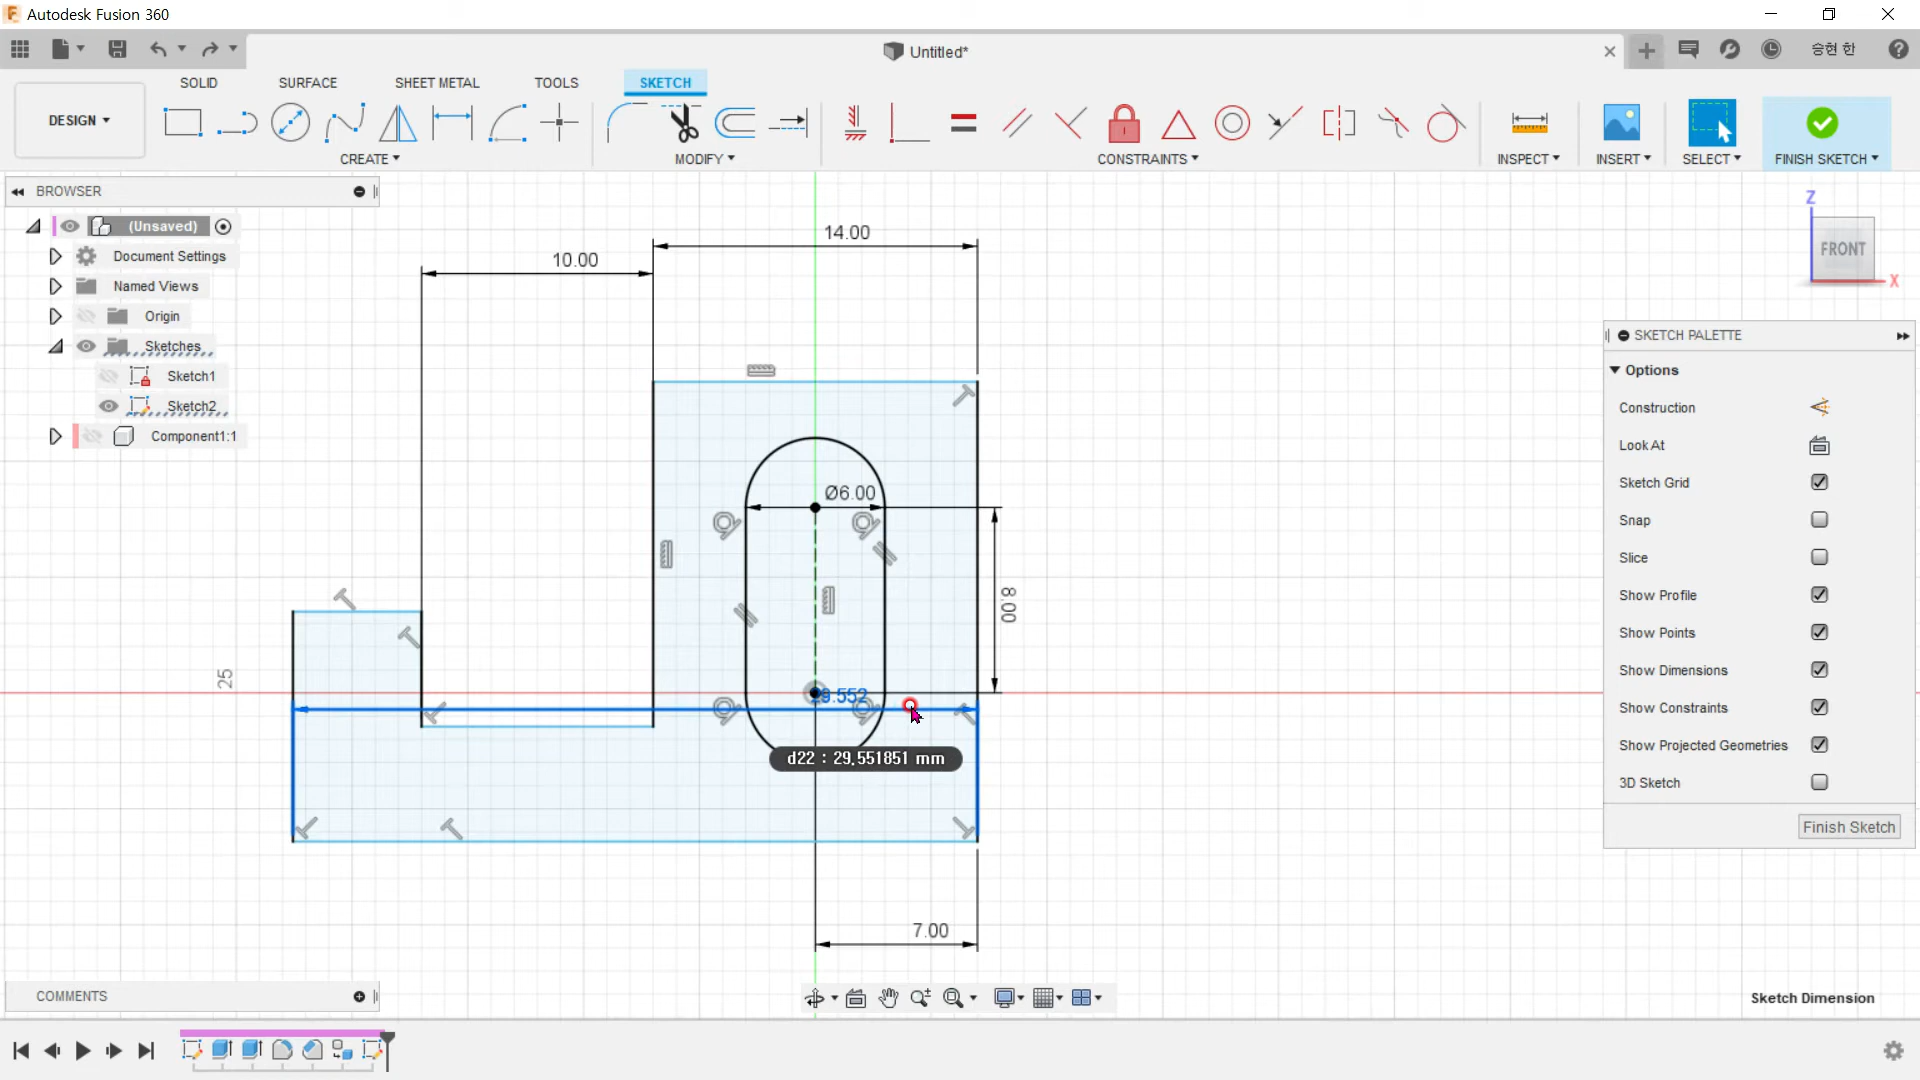 Autodesk Fusion 360
Untitled*
승현 한
SOLID
SURFACE
SHEET METAL
TOOLS
SKETCH
DESIGN
CREATE
MODIFY
CONSTRAINTS
INSPECT
INSERT
SELECT
FINISH SKETCH
BROWSER
(Unsaved)
Document Settings
Named Views
Origin
Sketches
Sketch1
Sketch2
Component1:1
14.00
10.00
Ø6.00
8.00
25
d22 : 29.551851 mm
7.00
Z
FRONT
X
SKETCH PALETTE
Options
Construction
Look At
Sketch Grid
Snap
Slice
Show Profile
Show Points
Show Dimensions
Show Constraints
Show Projected Geometries
3D Sketch
Finish Sketch
COMMENTS
Sketch Dimension